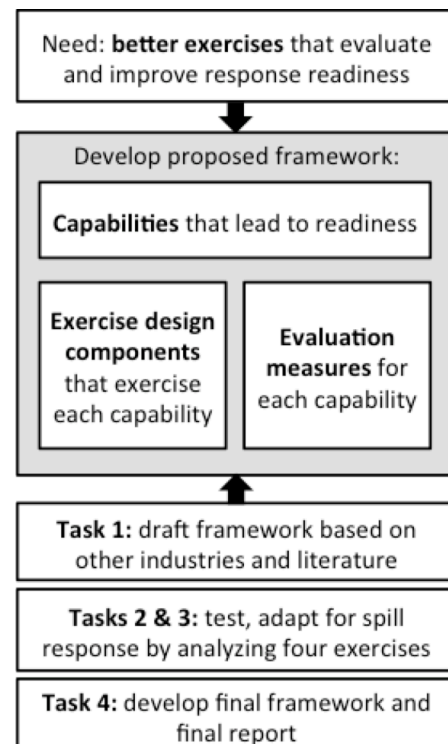 Need: better exercises that evaluate
and improve response readiness
Develop proposed framework:
Capabilities that lead to readiness
Exercise design
components
that exercise
each capability
Evaluation
measures for
each capability
Task 1: draft framework based on
other industries and literature
Tasks 2 & 3: test, adapt for spill
response by analyzing four exercises
Task 4: develop final framework and
final report